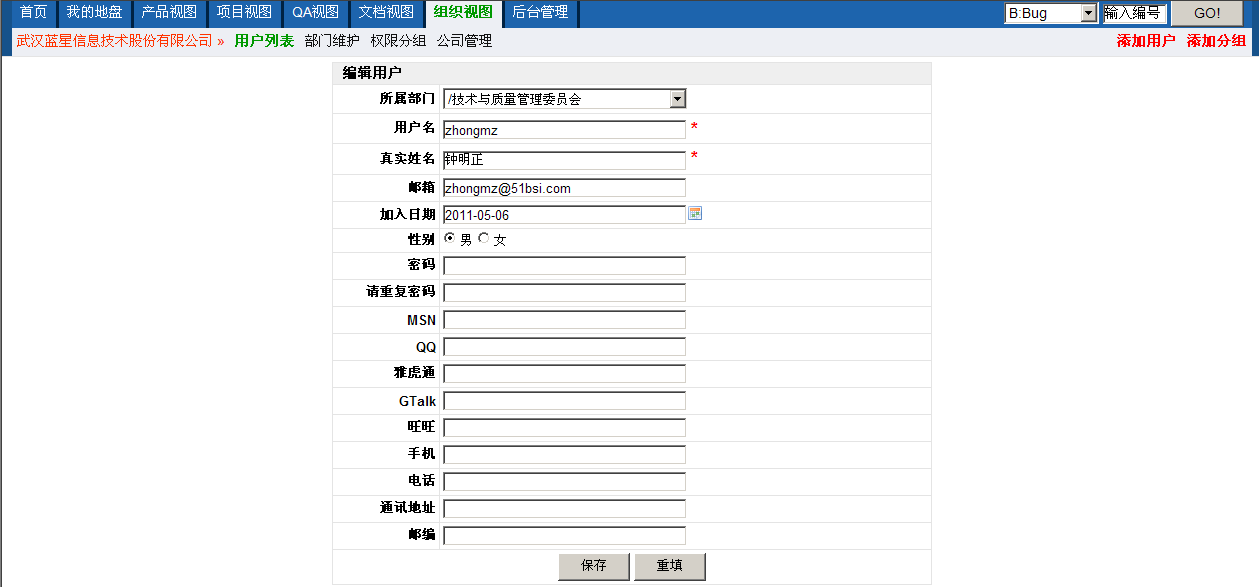 首页 我的地盘 产品视图 项目视图 QA视图 文档视图 组织视图 后台管理 B:Bug 输入编号 GO!
武汉蓝星信息技术股份有限公司 » 用户列表 部门维护 权限分组 公司管理 添加用户 添加分组
编辑用户
所属部门 /技术与质量管理委员会
用户名 zhongmz *
真实姓名 钟明正 *
邮箱 zhongmz@51bsi.com
加入日期 2011-05-06
性别 男 女
密码
请重复密码
MSN
QQ
雅虎通
GTalk
旺旺
手机
电话
通讯地址
邮编
保存 重填